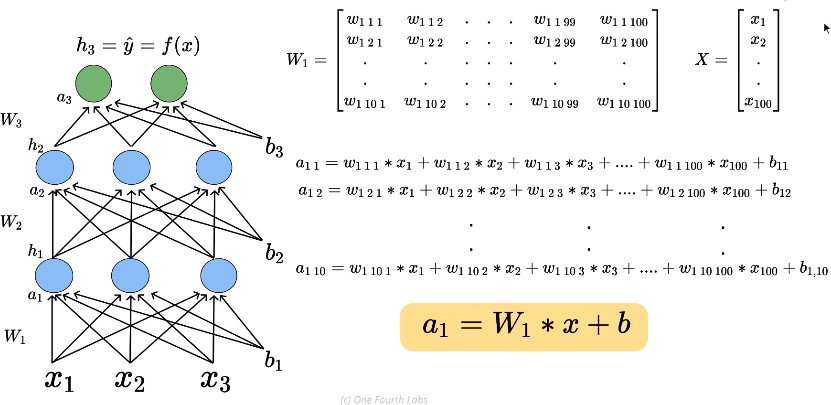 h₃ = ŷ = f(x)
a₃
W₃
h₂
b₃
a₂
W₂
h₁
b₂
a₁
W₁
b₁
x₁ x₂ x₃
W₁ =
w₁ ₁ ₁ w₁ ₁ ₂ . . . w₁ ₁ ₉₉ w₁ ₁ ₁₀₀
w₁ ₂ ₁ w₁ ₂ ₂ . . . w₁ ₂ ₉₉ w₁ ₂ ₁₀₀
. . . . . . .
. . . . . . .
w₁ ₁₀ ₁ w₁ ₁₀ ₂ . . . w₁ ₁₀ ₉₉ w₁ ₁₀ ₁₀₀
X =
x₁
x₂
.
.
x₁₀₀
a₁ ₁ = w₁ ₁ ₁ * x₁ + w₁ ₁ ₂ * x₂ + w₁ ₁ ₃ * x₃ + .... + w₁ ₁ ₁₀₀ * x₁₀₀ + b₁₁
a₁ ₂ = w₁ ₂ ₁ * x₁ + w₁ ₂ ₂ * x₂ + w₁ ₂ ₃ * x₃ + .... + w₁ ₂ ₁₀₀ * x₁₀₀ + b₁₂
. . .
. . .
a₁ ₁₀ = w₁ ₁₀ ₁ * x₁ + w₁ ₁₀ ₂ * x₂ + w₁ ₁₀ ₃ * x₃ + .... + w₁ ₁₀ ₁₀₀ * x₁₀₀ + b₁,₁₀
a₁ = W₁ * x + b
(c) One Fourth Labs